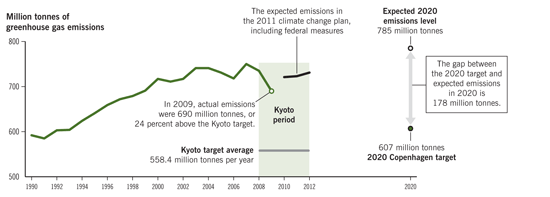 Million tonnes of
greenhouse gas emissions
The expected emissions in
the 2011 climate change plan,
including federal measures
Expected 2020
emissions level
785 million tonnes
800
700
600
500
The gap between
the 2020 target and
expected emissions
in 2020 is
178 million tonnes.
In 2009, actual emissions
were 690 million tonnes, or
24 percent above the Kyoto target.
Kyoto
period
Kyoto target average
558.4 million tonnes per year
607 million tonnes
2020 Copenhagen target
1990 1992 1994 1996 1998 2000 2002 2004 2006 2008 2010 2012 2020